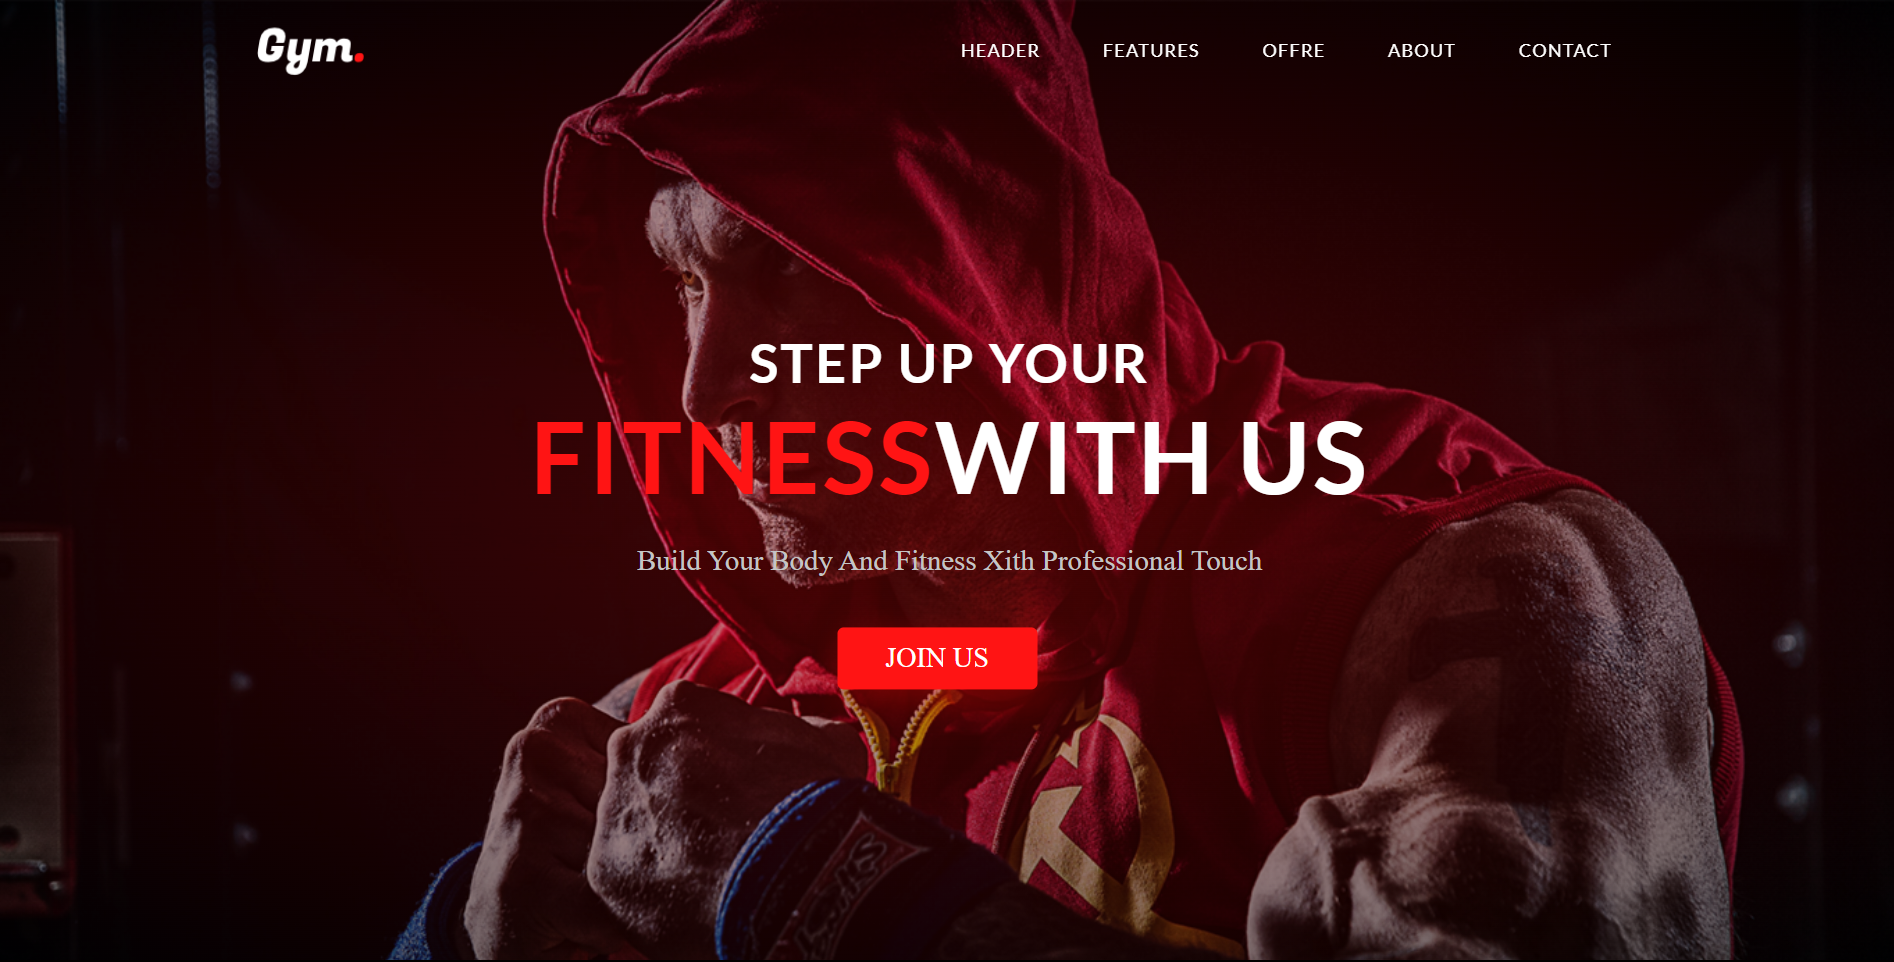 Gym.
HEADER FEATURES OFFRE ABOUT CONTACT
STEP UP YOUR
FITNESSWITH US
Build Your Body And Fitness Xith Professional Touch
JOIN US